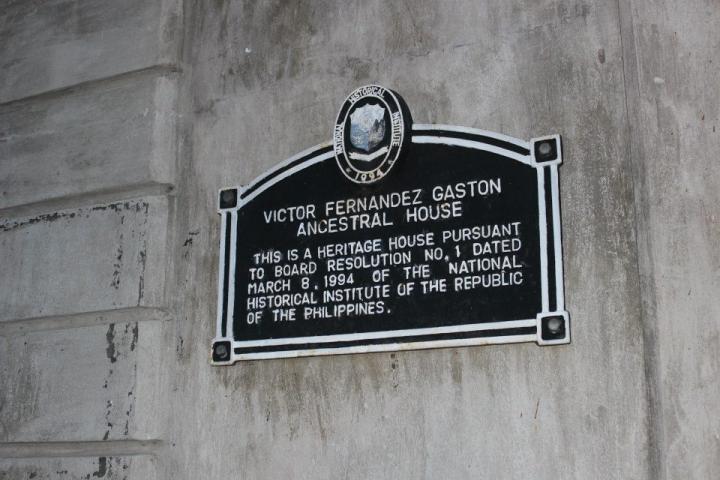 NATIONAL HISTORICAL INSTITUTE
1994
VICTOR FERNANDEZ GASTON
ANCESTRAL HOUSE
THIS IS A HERITAGE HOUSE PURSUANT
TO BOARD RESOLUTION NO. 1 DATED
MARCH 8, 1994 OF THE NATIONAL
HISTORICAL INSTITUTE OF THE REPUBLIC
OF THE PHILIPPINES.